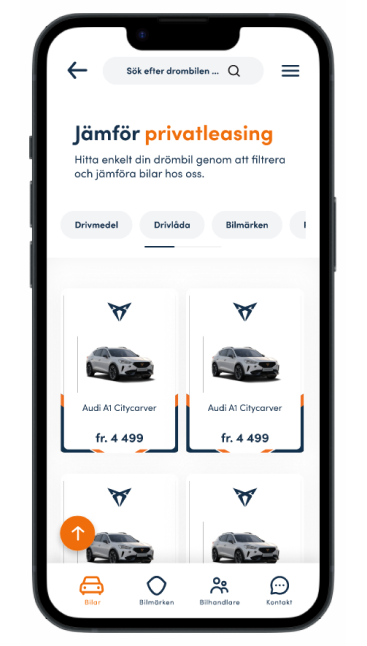 Sök efter drombilen ...
Jämför privatleasing
Hitta enkelt din drömbil genom att filtrera
och jämföra bilar hos oss.
Drivmedel Drivlåda Bilmärken
Audi A1 Citycarver Audi A1 Citycarver
fr. 4 499 fr. 4 499
Bilar Bilmärken Bilhandlare Kontakt